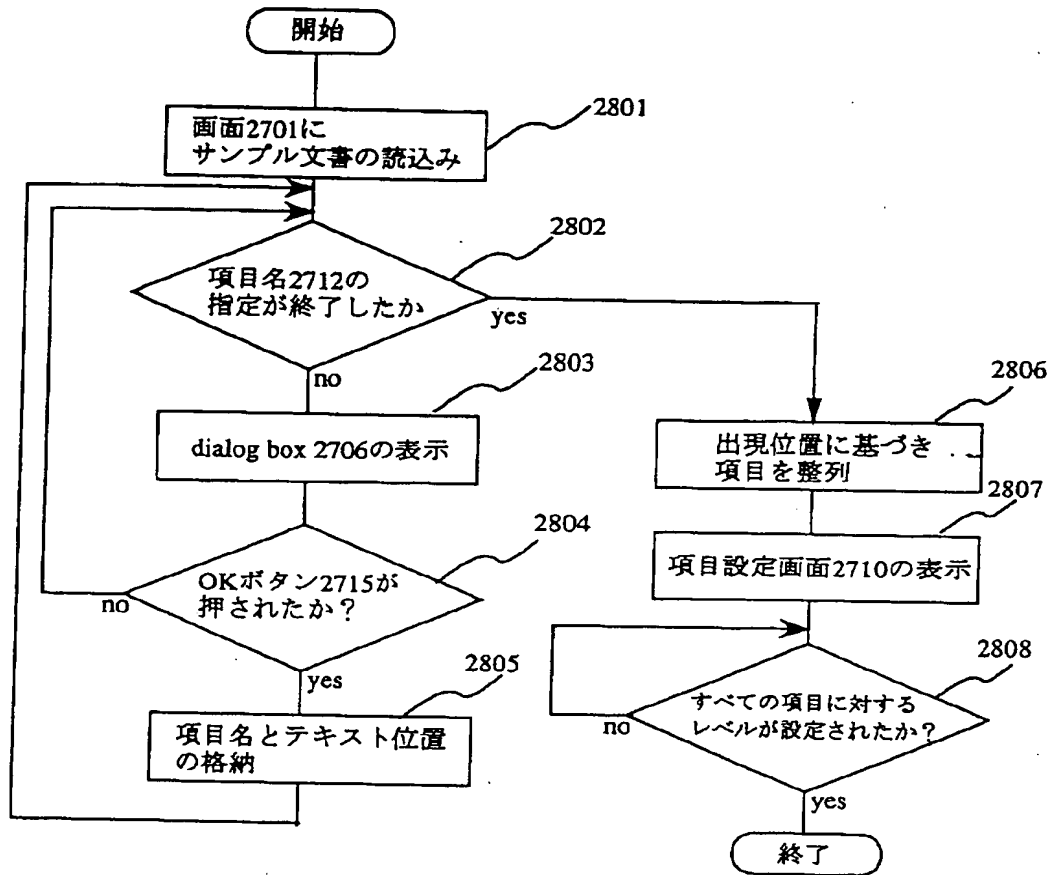 開始
2801
画面2701に
サンプル文書の読込み
2802
項目名2712の
指定が終了したか
yes
no
2803
dialog box 2706の表示
2804
OKボタン2715が
押されたか?
no
yes
2805
項目名とテキスト位置
の格納
2806
出現位置に基づき
項目を整列
2807
項目設定画面2710の表示
2808
すべての項目に対する
レベルが設定されたか?
no
yes
終了